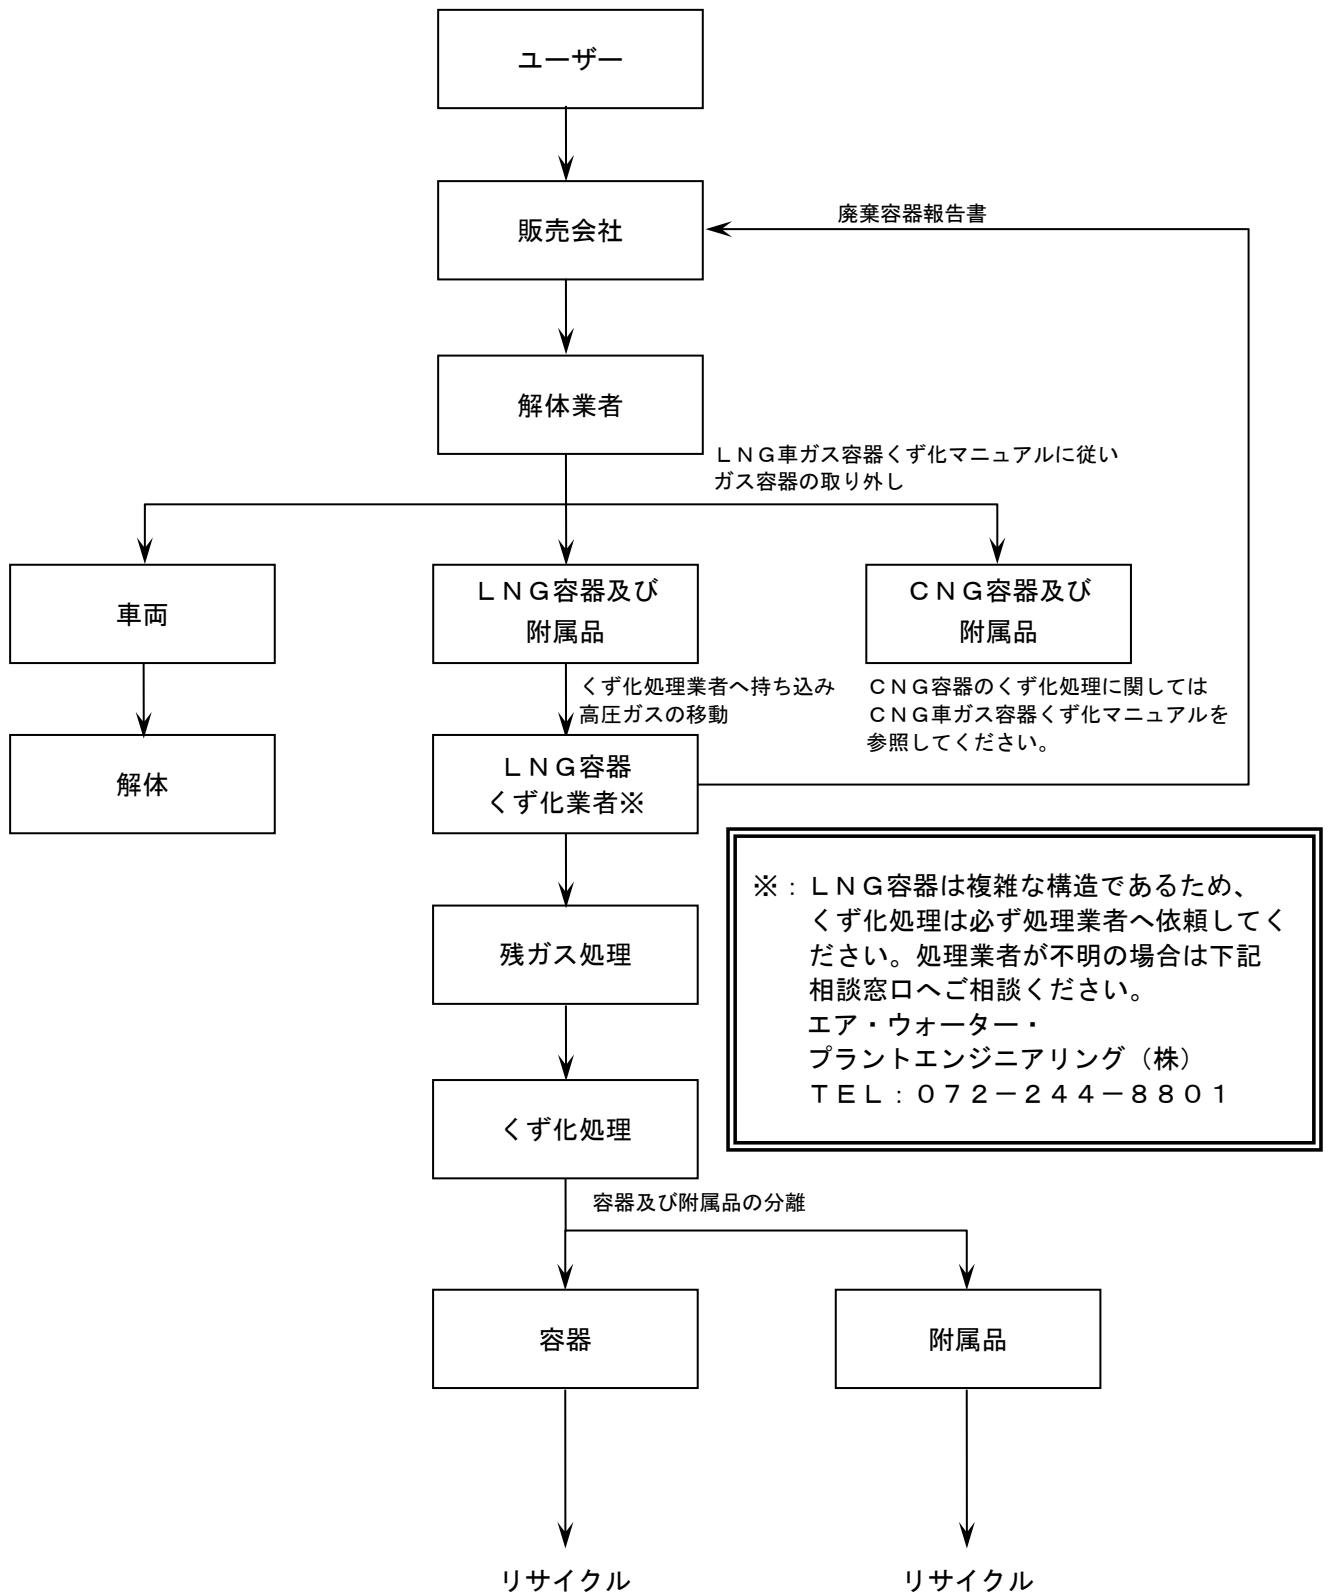 ユーザー
販売会社
廃棄容器報告書
解体業者
ＬＮＧ車ガス容器くず化マニュアルに従い
ガス容器の取り外し
車両
ＬＮＧ容器及び
附属品
ＣＮＧ容器及び
附属品
くず化処理業者へ持ち込み
高圧ガスの移動
ＣＮＧ容器のくず化処理に関しては
ＣＮＧ車ガス容器くず化マニュアルを
参照してください。
解体
ＬＮＧ容器
くず化業者※
※：ＬＮＧ容器は複雑な構造であるため、
くず化処理は必ず処理業者へ依頼してく
ださい。処理業者が不明の場合は下記
相談窓口へご相談ください。
エア・ウォーター・
プラントエンジニアリング（株）
ＴＥＬ：０７２－２４４－８８０１
残ガス処理
くず化処理
容器及び附属品の分離
容器
附属品
リサイクル
リサイクル